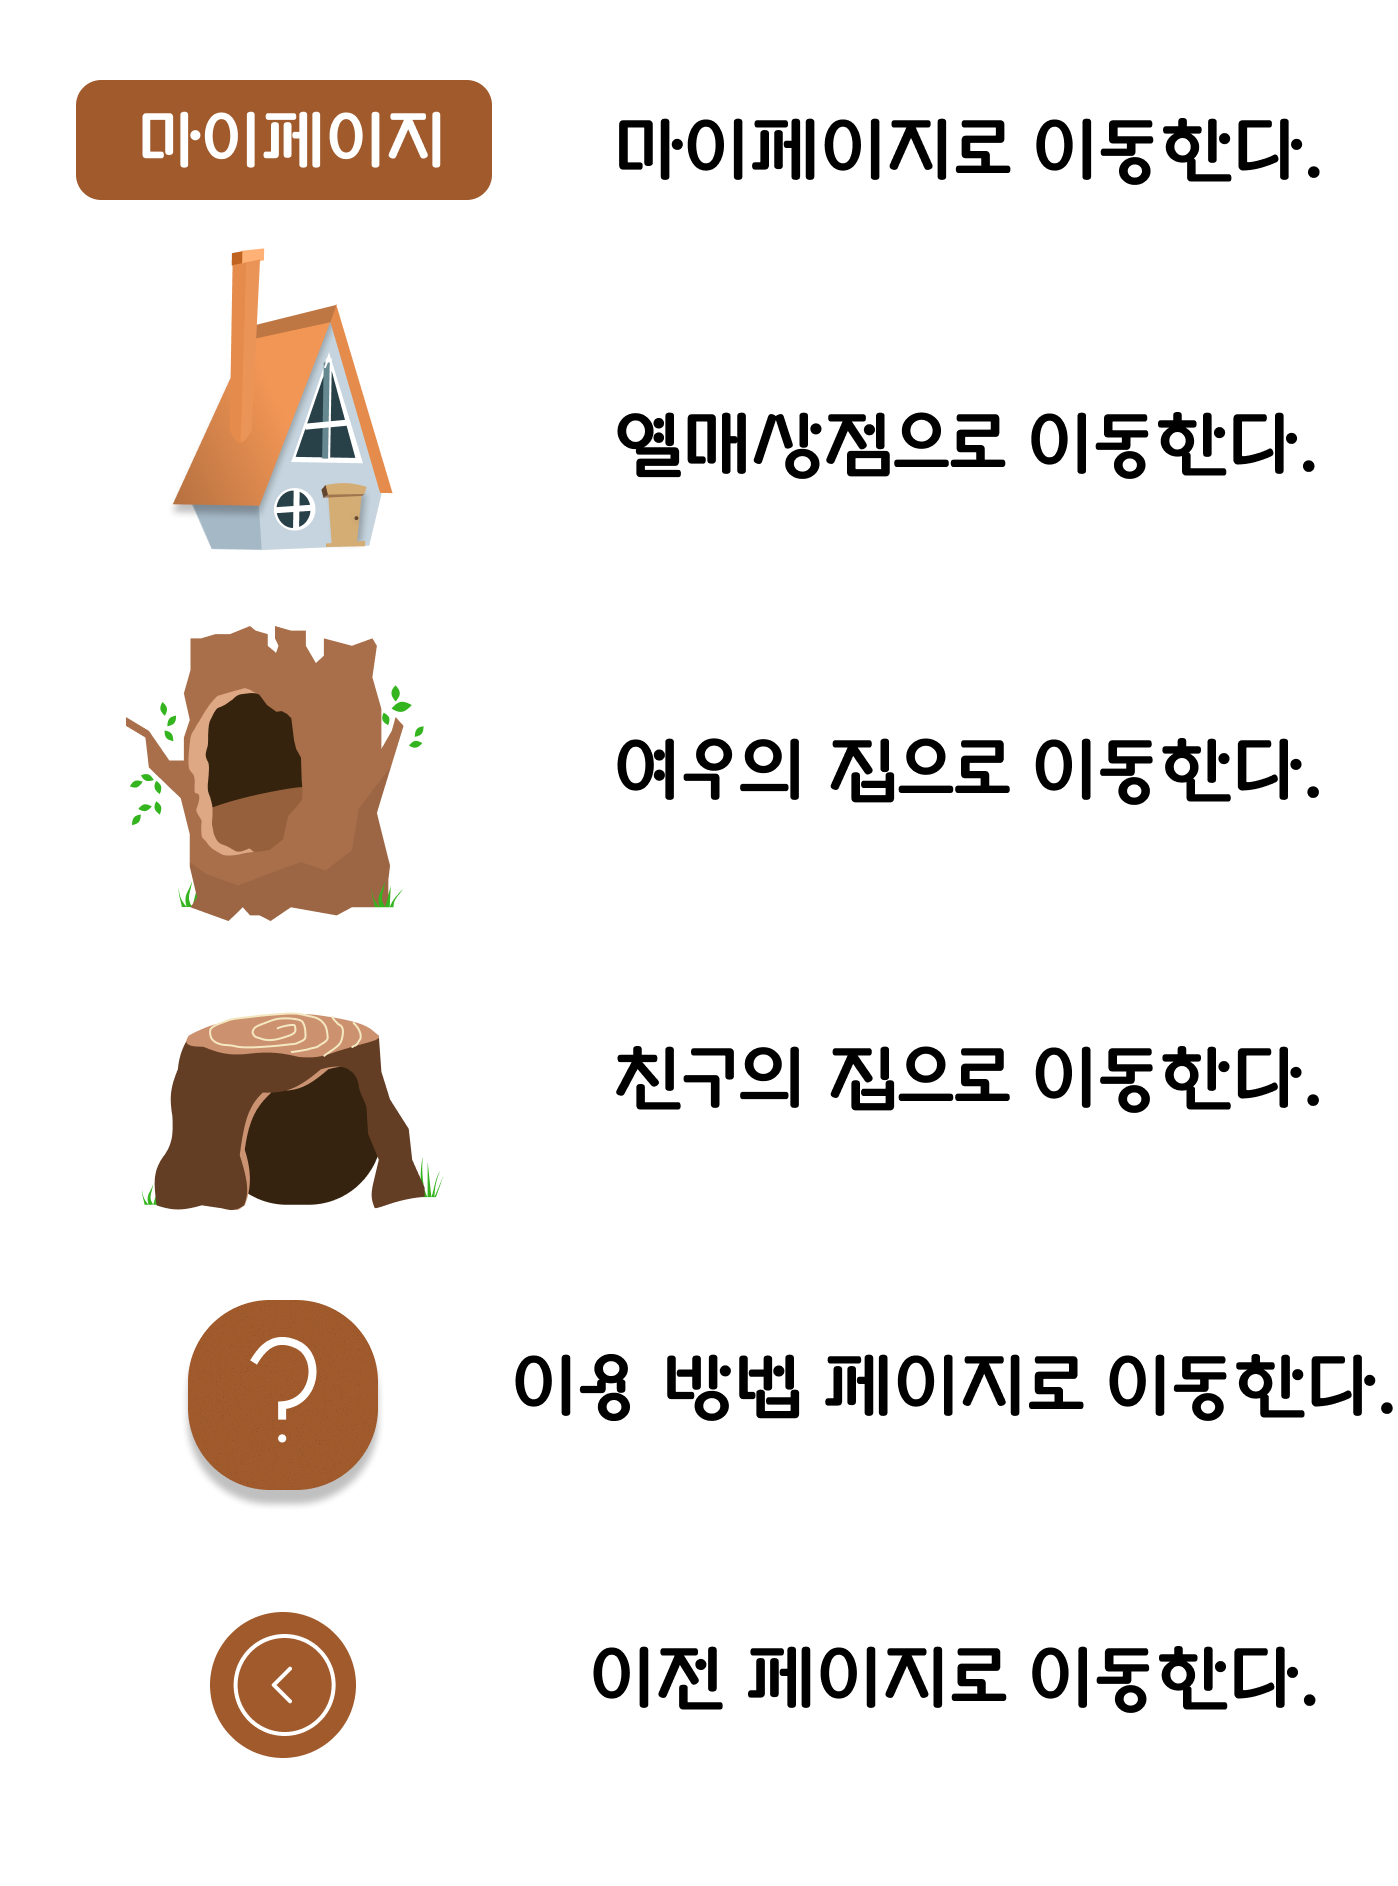 마이페이지
마이페이지로 이동한다.
열매상점으로 이동한다.
여우의 집으로 이동한다.
친구의 집으로 이동한다.
?
이용 방법 페이지로 이동한다.
이전 페이지로 이동한다.